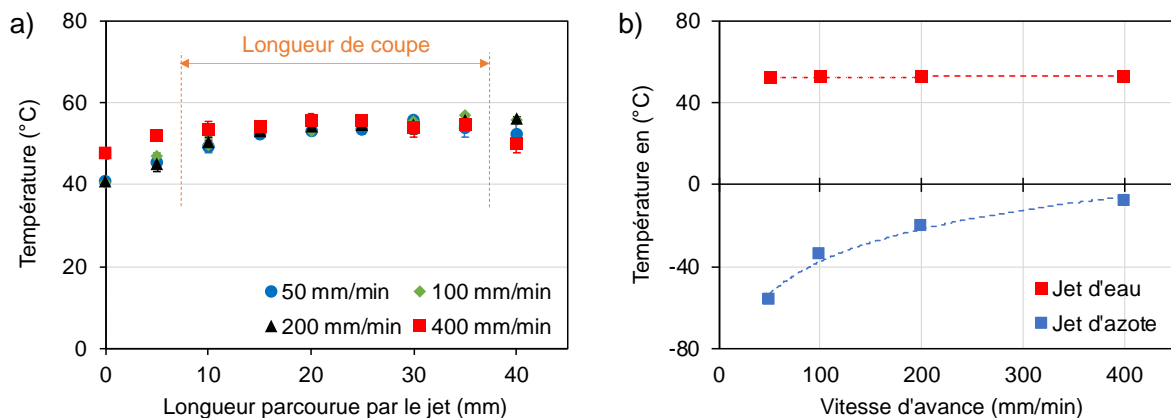 a)
Température (°C)
80
60
40
20
0
Longueur de coupe
50 mm/min
100 mm/min
200 mm/min
400 mm/min
0 10 20 30 40
Longueur parcourue par le jet (mm)
b)
Température en (°C)
80
40
0
-40
-80
Jet d'eau
Jet d'azote
0 100 200 300 400
Vitesse d'avance (mm/min)